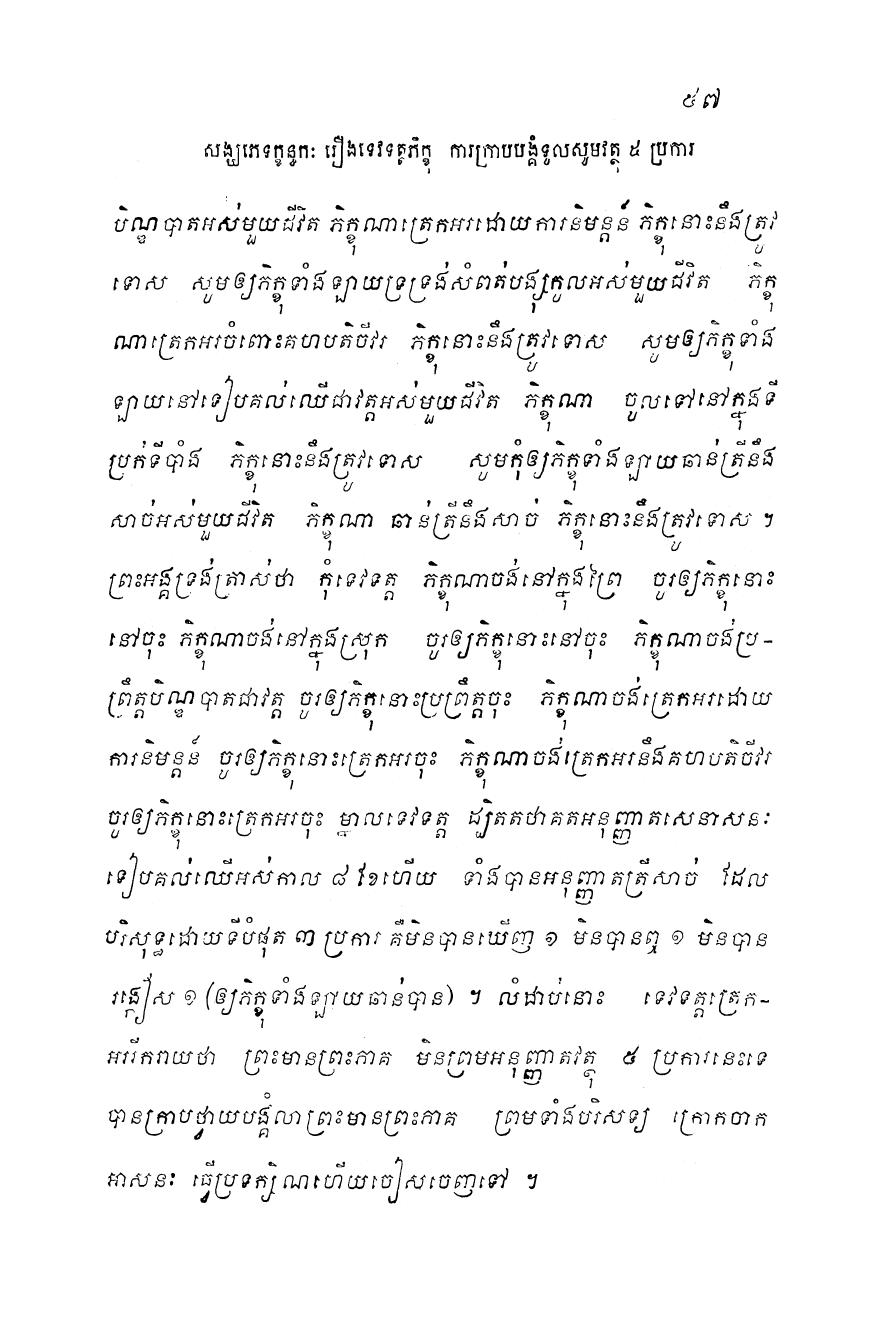 ៥៧
សង្ឃភេទក្ខន្ធកៈ រឿងទេវទត្តភិក្ខុ ការក្រាបបង្គំទូលសូមវត្ថុ ៥ ប្រការ
បិណ្ឌបាតអស់មួយជីវិត ភិក្ខុណាត្រេកអរដោយការនិមន្តន៍ ភិក្ខុនោះនឹងត្រូវ
ទោស សូមឲ្យភិក្ខុទាំងឡាយទ្រទ្រង់សំពត់បង្សុកូលអស់មួយជីវិត ភិក្ខុ
ណាត្រេកអរចំពោះគហបតិចីវរ ភិក្ខុនោះនឹងត្រូវទោស សូមឲ្យភិក្ខុទាំង
ឡាយនៅទៀបគល់ឈើជាវត្តអស់មួយជីវិត ភិក្ខុណា ចូលទៅនៅក្នុងទី
ប្រក់ទីបាំង ភិក្ខុនោះនឹងត្រូវទោស សូមកុំឲ្យភិក្ខុទាំងឡាយឆាន់ត្រីនឹង
សាច់អស់មួយជីវិត ភិក្ខុណា ឆាន់ត្រីនឹងសាច់ ភិក្ខុនោះនឹងត្រូវទោស ។
ព្រះអង្គទ្រង់ត្រាស់ថា កុំទេវទត្ត ភិក្ខុណាចង់នៅក្នុងព្រៃ ចូរឲ្យភិក្ខុនោះ
នៅចុះ ភិក្ខុណាចង់នៅក្នុងស្រុក ចូរឲ្យភិក្ខុនោះនៅចុះ ភិក្ខុណាចង់ប្រ-
ព្រឹត្តបិណ្ឌបាតជាវត្ត ចូរឲ្យភិក្ខុនោះប្រព្រឹត្តចុះ ភិក្ខុណាចង់ត្រេកអរដោយ
ការនិមន្តន៍ ចូរឲ្យភិក្ខុនោះត្រេកអរចុះ ភិក្ខុណាចង់ត្រេកអរនឹងគហបតិចីវរ
ចូរឲ្យភិក្ខុនោះត្រេកអរចុះ ម្នាលទេវទត្ត ដ្បិតតថាគតអនុញ្ញាតសេនាសនៈ
ទៀបគល់ឈើអស់កាល ៨ ខែហើយ ទាំងបានអនុញ្ញាតត្រីសាច់ ដែល
បរិសុទ្ធដោយទីបំផុត ៣ ប្រការ គឺមិនបានឃើញ ១ មិនបានឮ ១ មិនបាន
រង្កៀស ១ (ឲ្យភិក្ខុទាំងឡាយឆាន់បាន) ។ លំដាប់នោះ ទេវទត្តត្រេក-
អររីករាយថា ព្រះមានព្រះភាគ មិនព្រមអនុញ្ញាតវត្ថុ ៥ ប្រការនេះទេ
បានក្រាបថ្វាយបង្គំលាព្រះមានព្រះភាគ ព្រមទាំងបរិសទ្យ ក្រោកចាក
អាសនៈ ធ្វើប្រទក្សិណហើយចៀសចេញទៅ ។